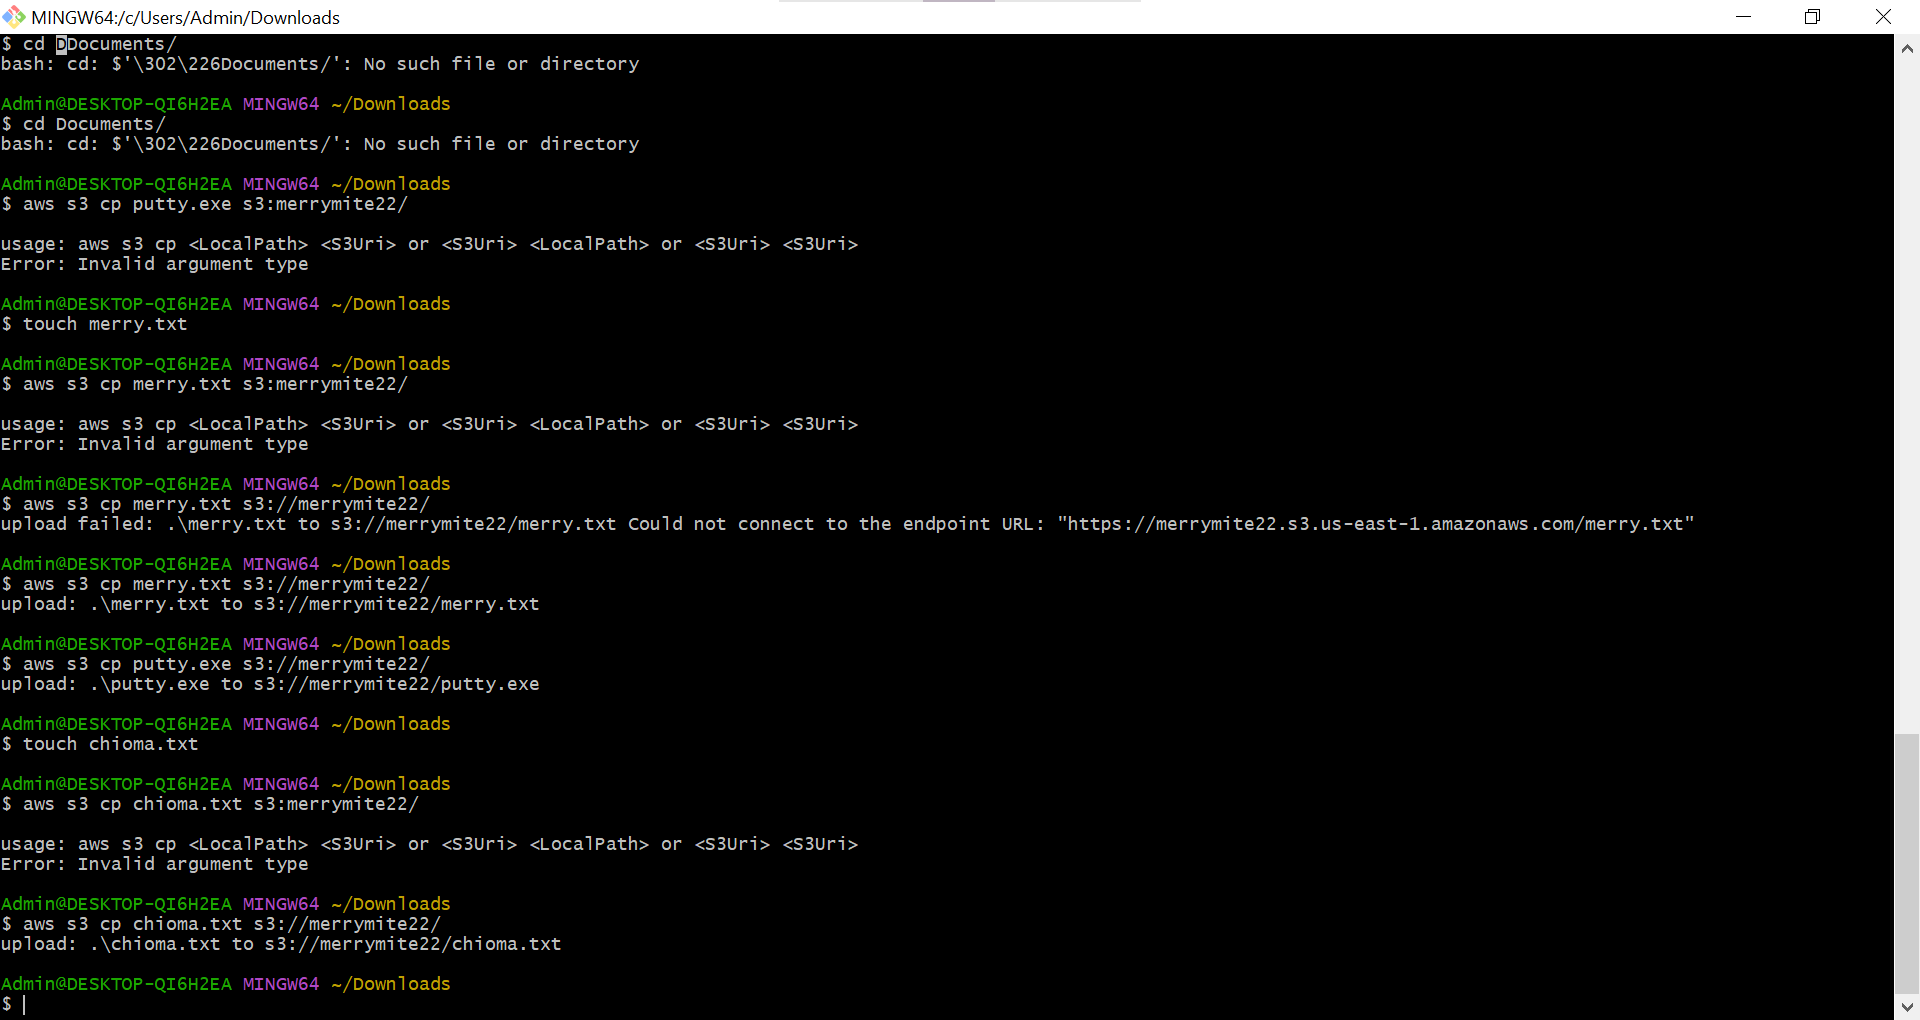 MINGW64:/c/Users/Admin/Downloads
$ cd DDocuments/
bash: cd: $'\302\226Documents/': No such file or directory
Admin@DESKTOP-QI6H2EA MINGW64 ~/Downloads
$ cd Documents/
bash: cd: $'\302\226Documents/': No such file or directory
Admin@DESKTOP-QI6H2EA MINGW64 ~/Downloads
$ aws s3 cp putty.exe s3:merrymite22/
usage: aws s3 cp <LocalPath> <S3Uri> or <S3Uri> <LocalPath> or <S3Uri> <S3Uri>
Error: Invalid argument type
Admin@DESKTOP-QI6H2EA MINGW64 ~/Downloads
$ touch merry.txt
Admin@DESKTOP-QI6H2EA MINGW64 ~/Downloads
$ aws s3 cp merry.txt s3:merrymite22/
usage: aws s3 cp <LocalPath> <S3Uri> or <S3Uri> <LocalPath> or <S3Uri> <S3Uri>
Error: Invalid argument type
Admin@DESKTOP-QI6H2EA MINGW64 ~/Downloads
$ aws s3 cp merry.txt s3://merrymite22/
upload failed: .\merry.txt to s3://merrymite22/merry.txt Could not connect to the endpoint URL: "https://merrymite22.s3.us-east-1.amazonaws.com/merry.txt"
Admin@DESKTOP-QI6H2EA MINGW64 ~/Downloads
$ aws s3 cp merry.txt s3://merrymite22/
upload: .\merry.txt to s3://merrymite22/merry.txt
Admin@DESKTOP-QI6H2EA MINGW64 ~/Downloads
$ aws s3 cp putty.exe s3://merrymite22/
upload: .\putty.exe to s3://merrymite22/putty.exe
Admin@DESKTOP-QI6H2EA MINGW64 ~/Downloads
$ touch chioma.txt
Admin@DESKTOP-QI6H2EA MINGW64 ~/Downloads
$ aws s3 cp chioma.txt s3:merrymite22/
usage: aws s3 cp <LocalPath> <S3Uri> or <S3Uri> <LocalPath> or <S3Uri> <S3Uri>
Error: Invalid argument type
Admin@DESKTOP-QI6H2EA MINGW64 ~/Downloads
$ aws s3 cp chioma.txt s3://merrymite22/
upload: .\chioma.txt to s3://merrymite22/chioma.txt
Admin@DESKTOP-QI6H2EA MINGW64 ~/Downloads
$